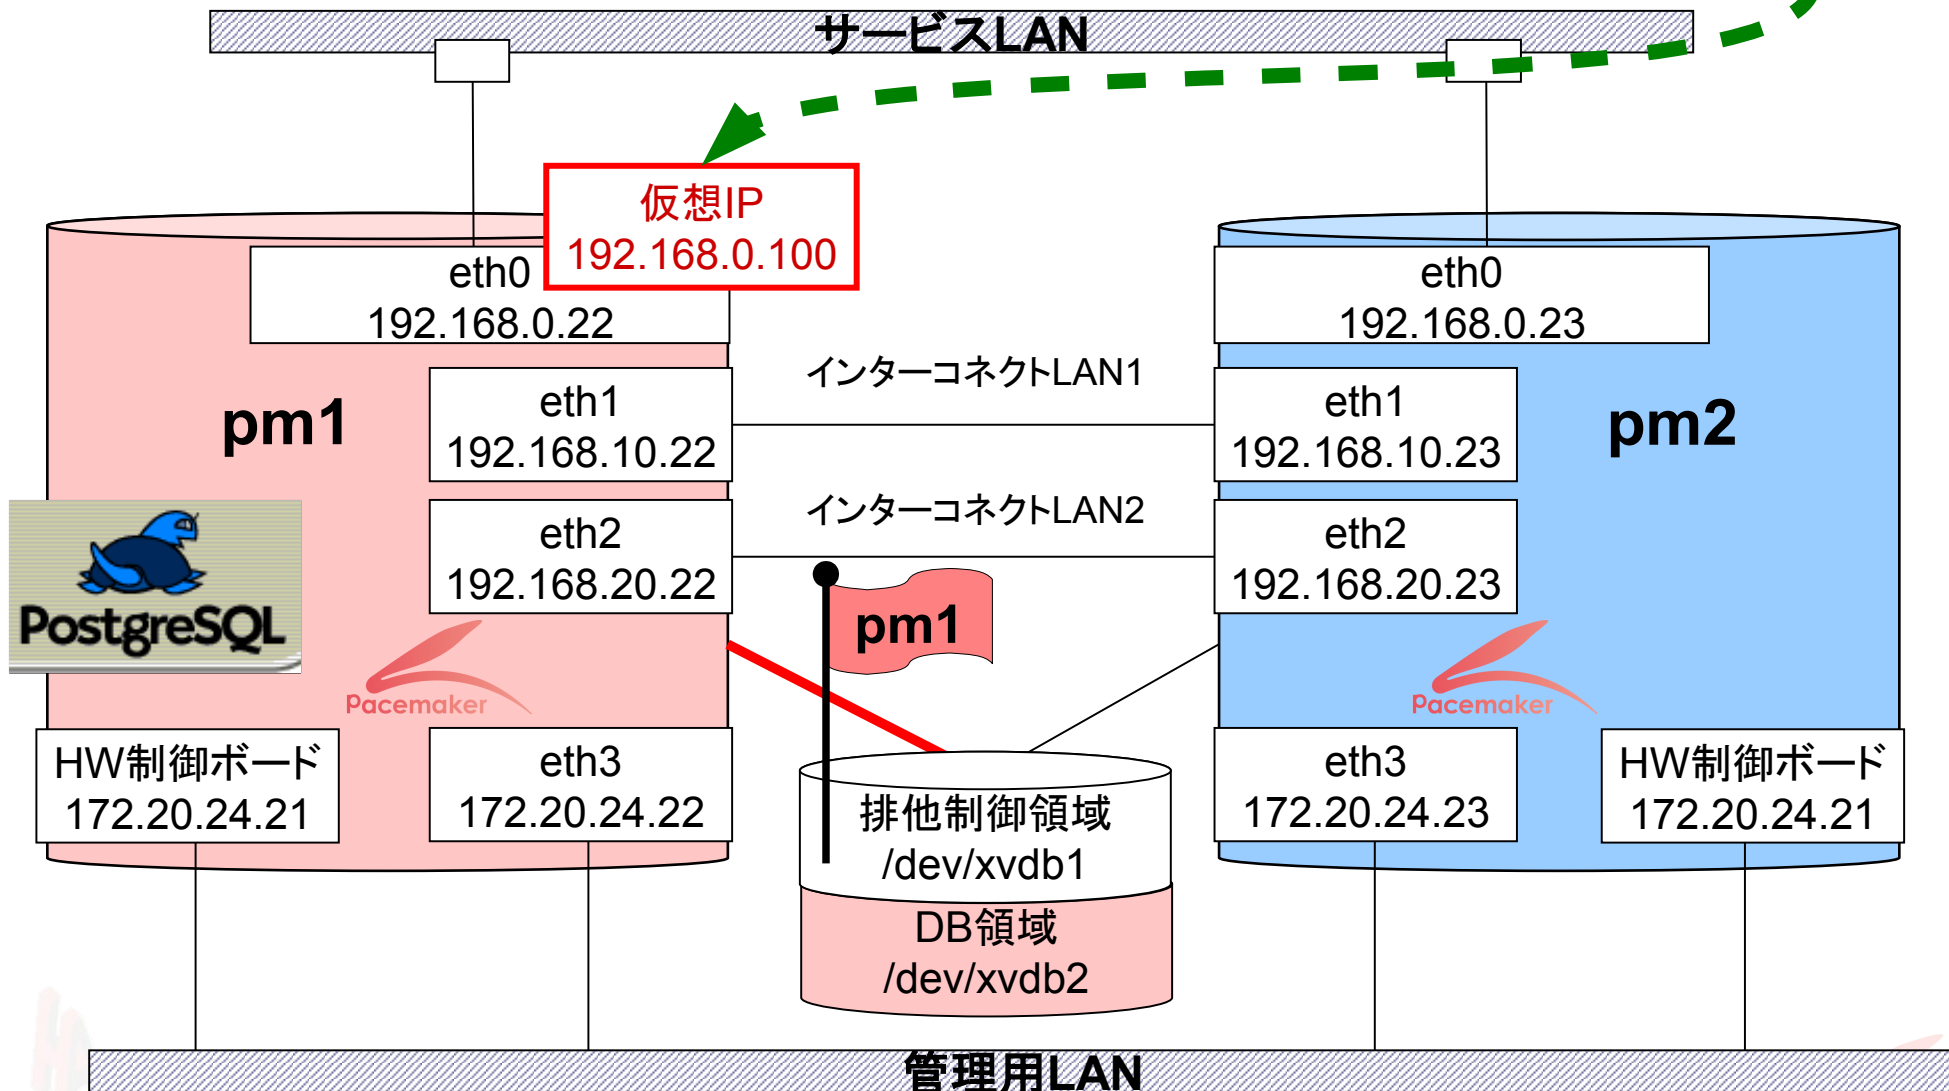 サービスLAN
仮想IP
192.168.0.100
eth0
192.168.0.22
eth0
192.168.0.23
インターコネクトLAN1
pm1
eth1
192.168.10.22
eth1
192.168.10.23
pm2
インターコネクトLAN2
PostgreSQL
eth2
192.168.20.22
pm1
eth2
192.168.20.23
Pacemaker
Pacemaker
HW制御ボード
172.20.24.21
eth3
172.20.24.22
排他制御領域
/dev/xvdb1
eth3
172.20.24.23
HW制御ボード
172.20.24.21
DB領域
/dev/xvdb2
管理用LAN